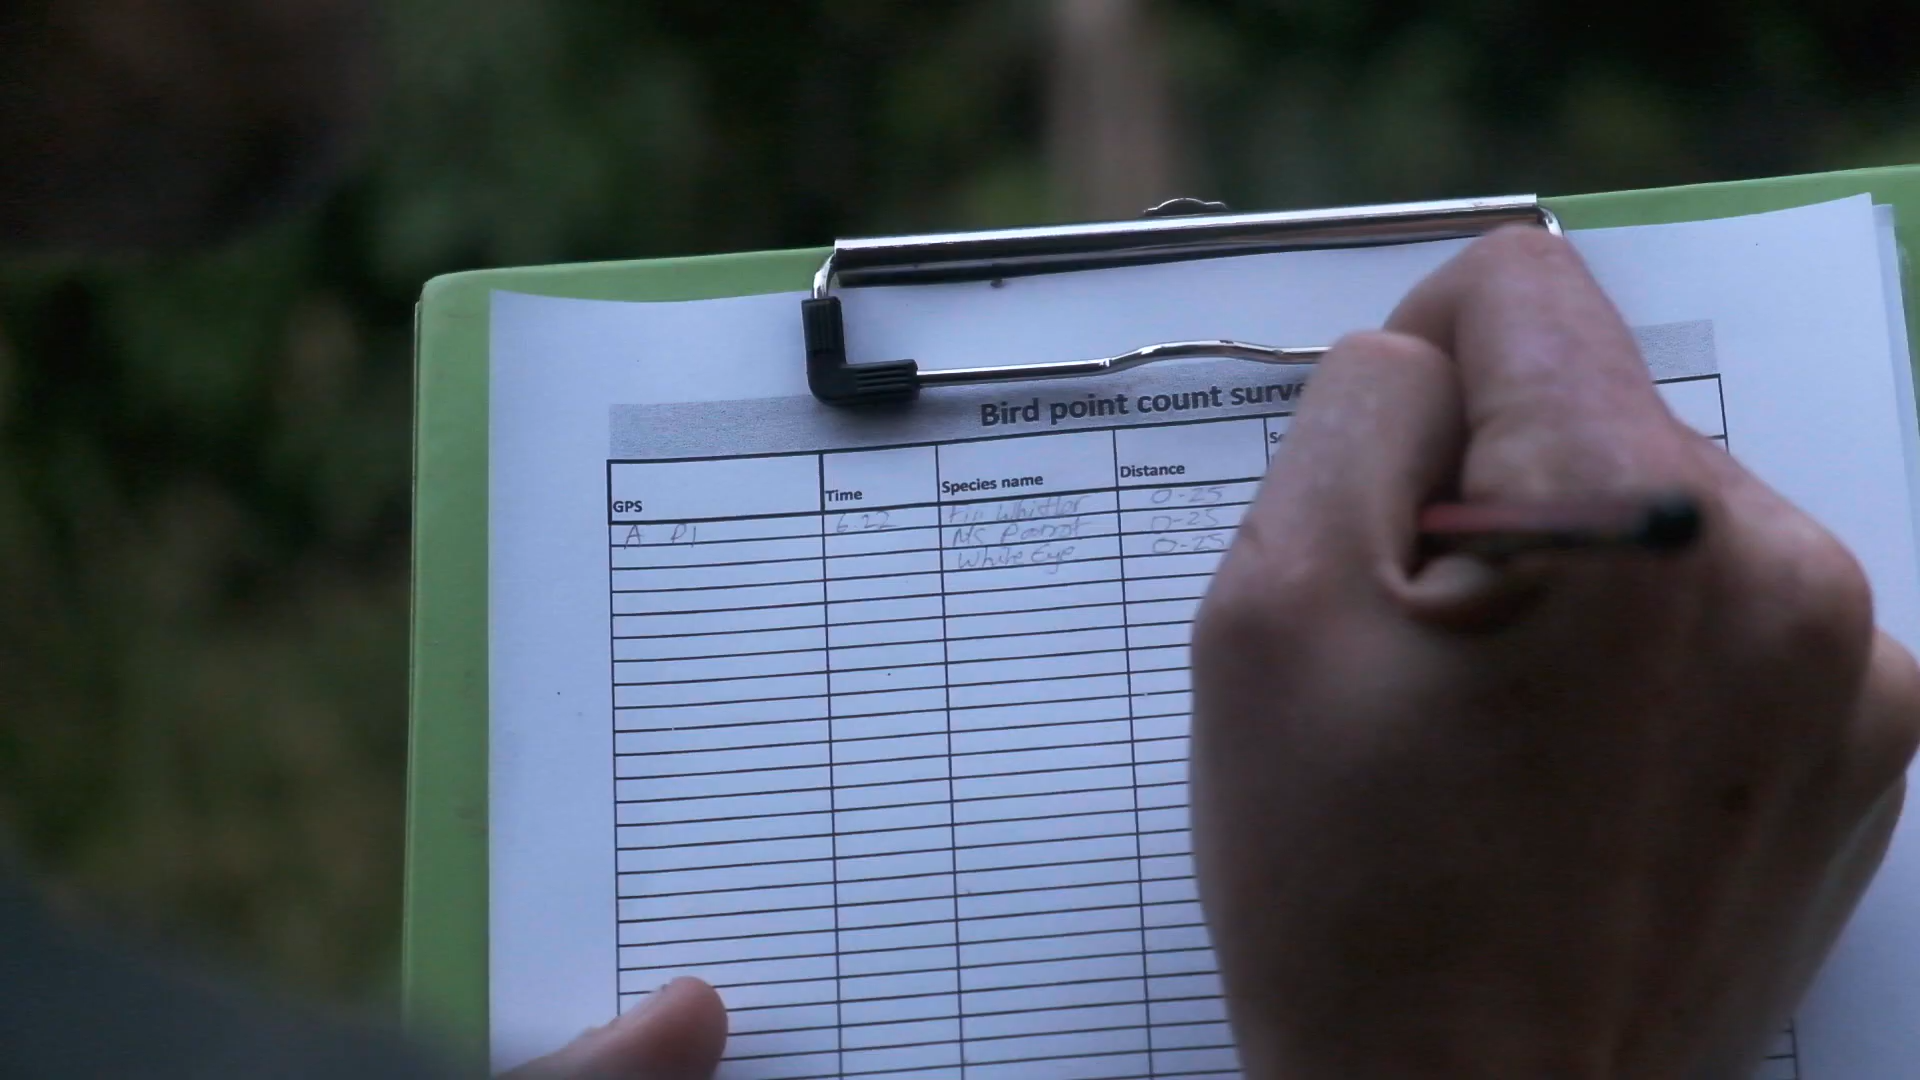 Bird point count surve
GPS Time Species name Distance Se
A P1 6.22 Fiji Whistler 0-25
Ms Parrot 0-25
White Eye 0-25